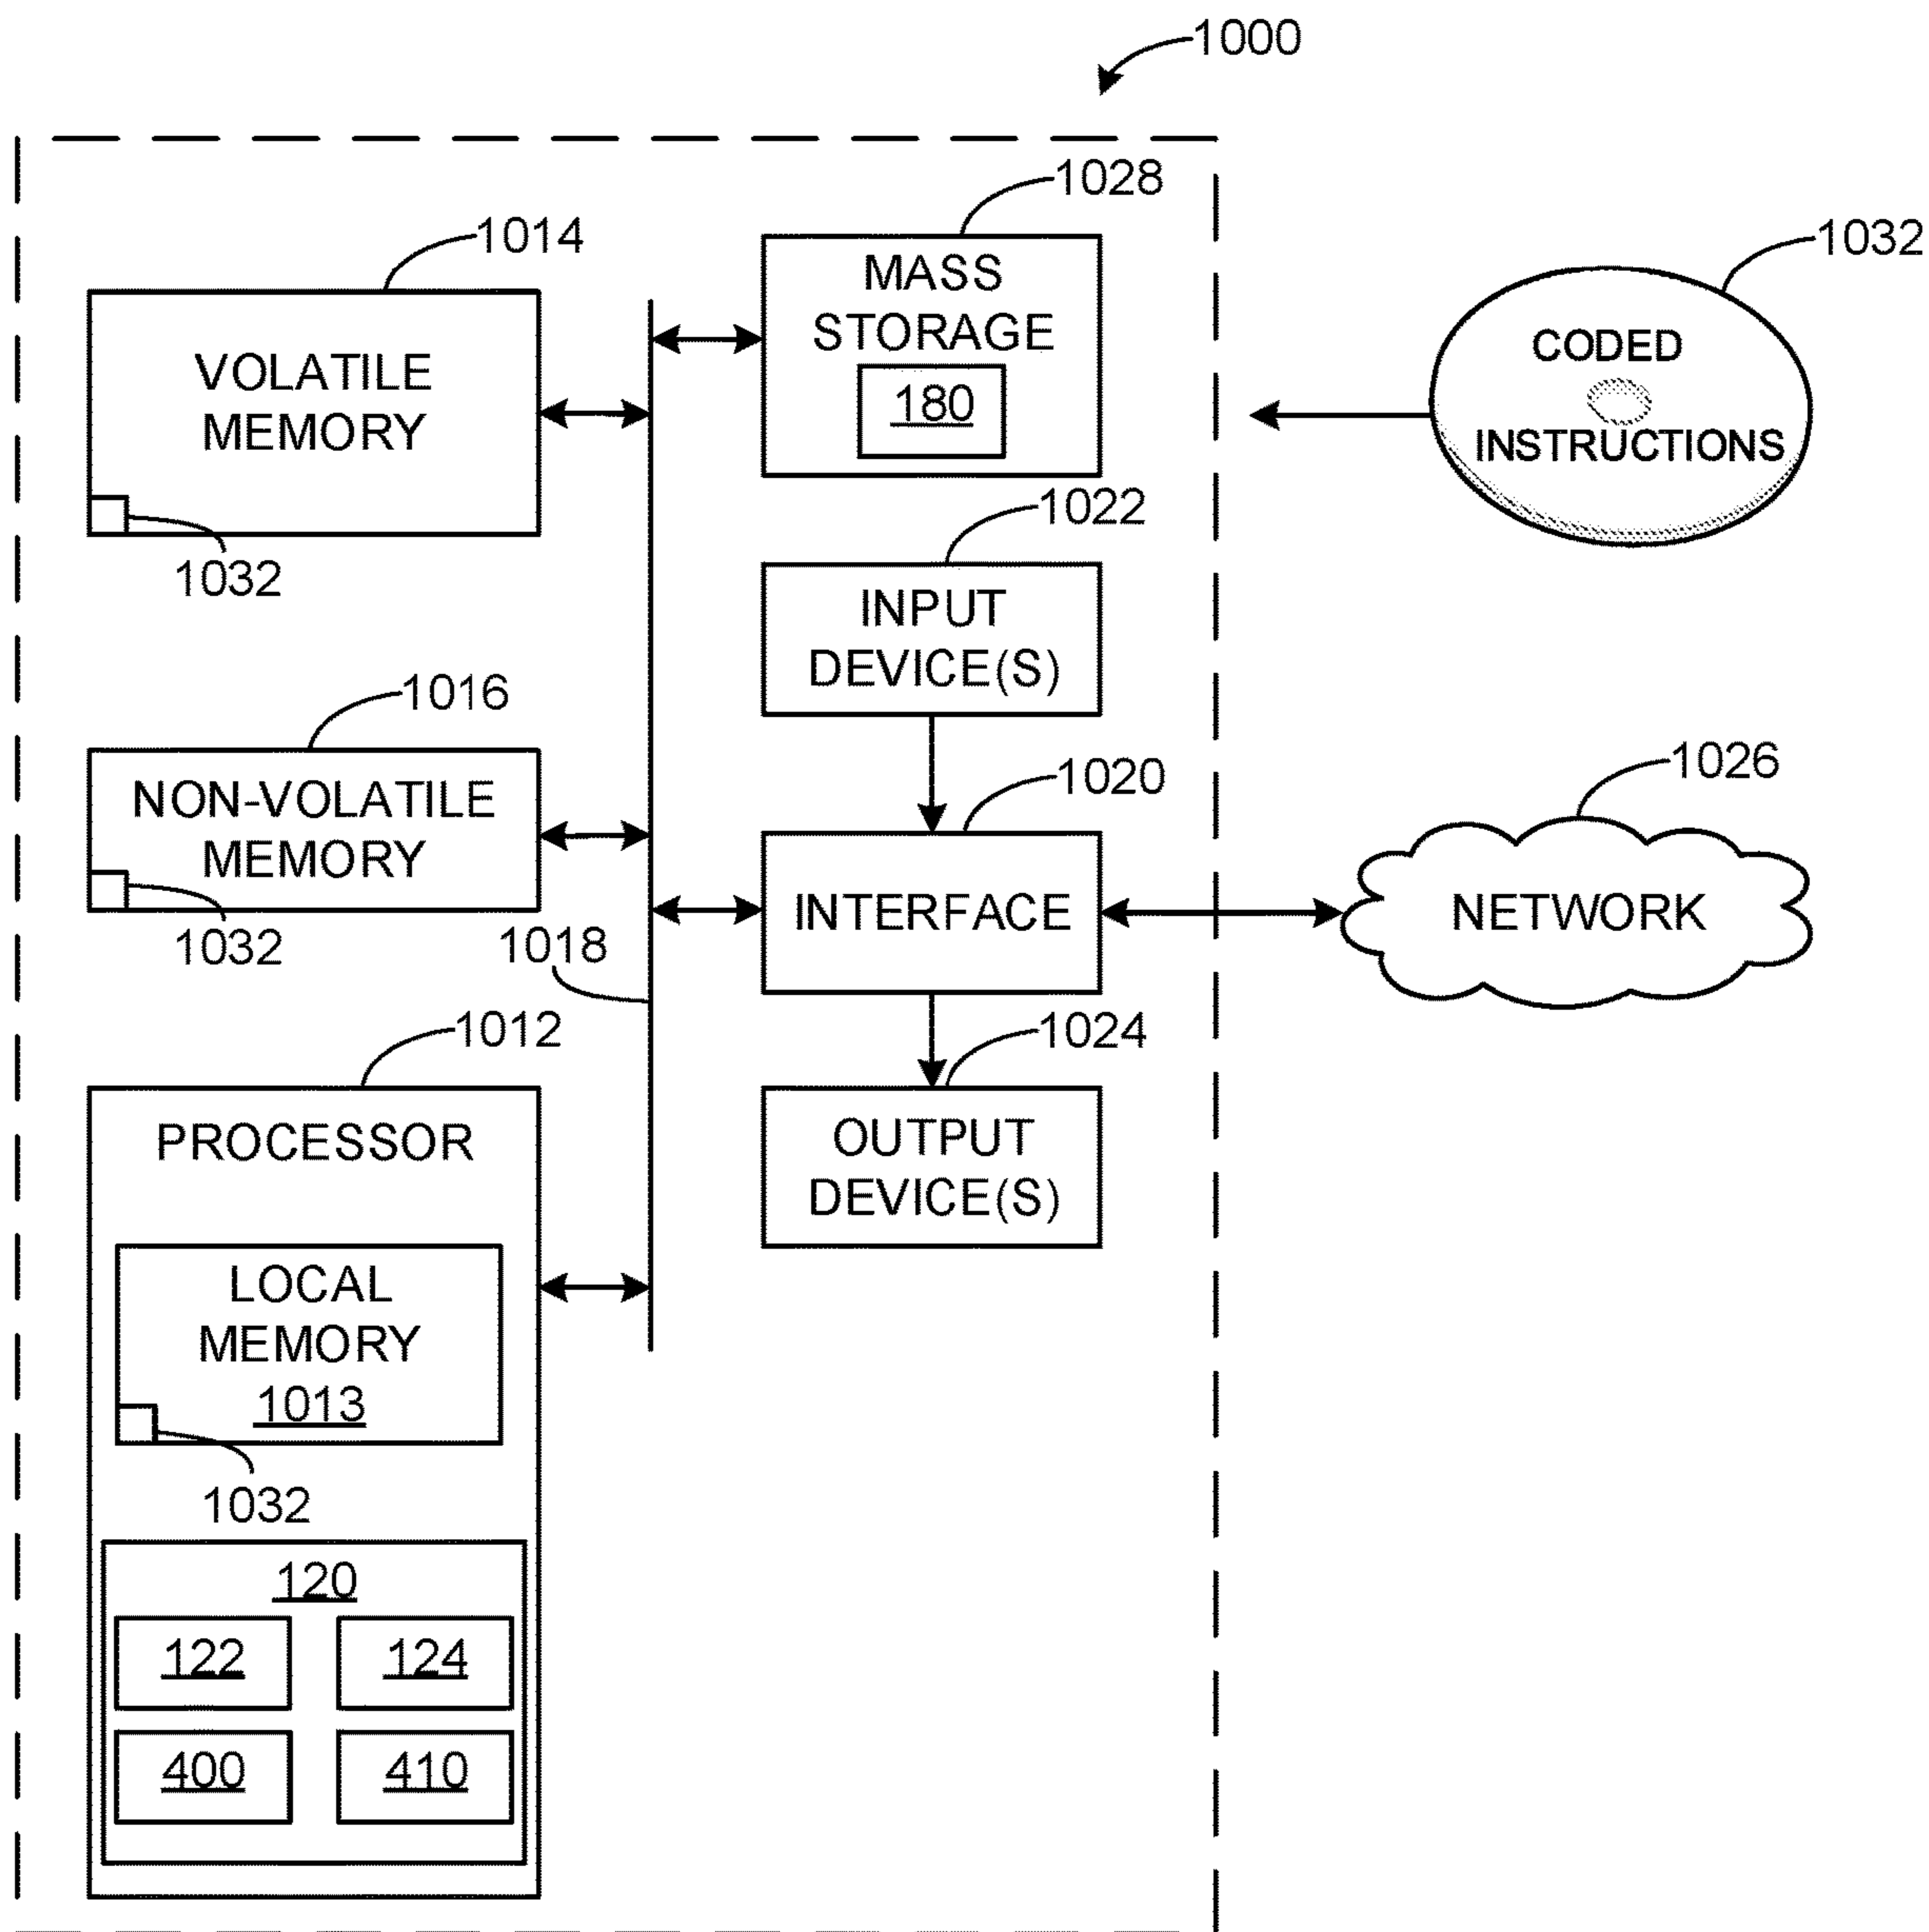 1000
1028
1014
1032
MASS
STORAGE
180
VOLATILE
MEMORY
1032
CODED
INSTRUCTIONS
1022
INPUT
DEVICE(S)
1016
NON-VOLATILE
MEMORY
1032
1020
1026
INTERFACE
NETWORK
1018
1012
1024
PROCESSOR
OUTPUT
DEVICE(S)
LOCAL
MEMORY
1013
1032
120
122
124
400
410